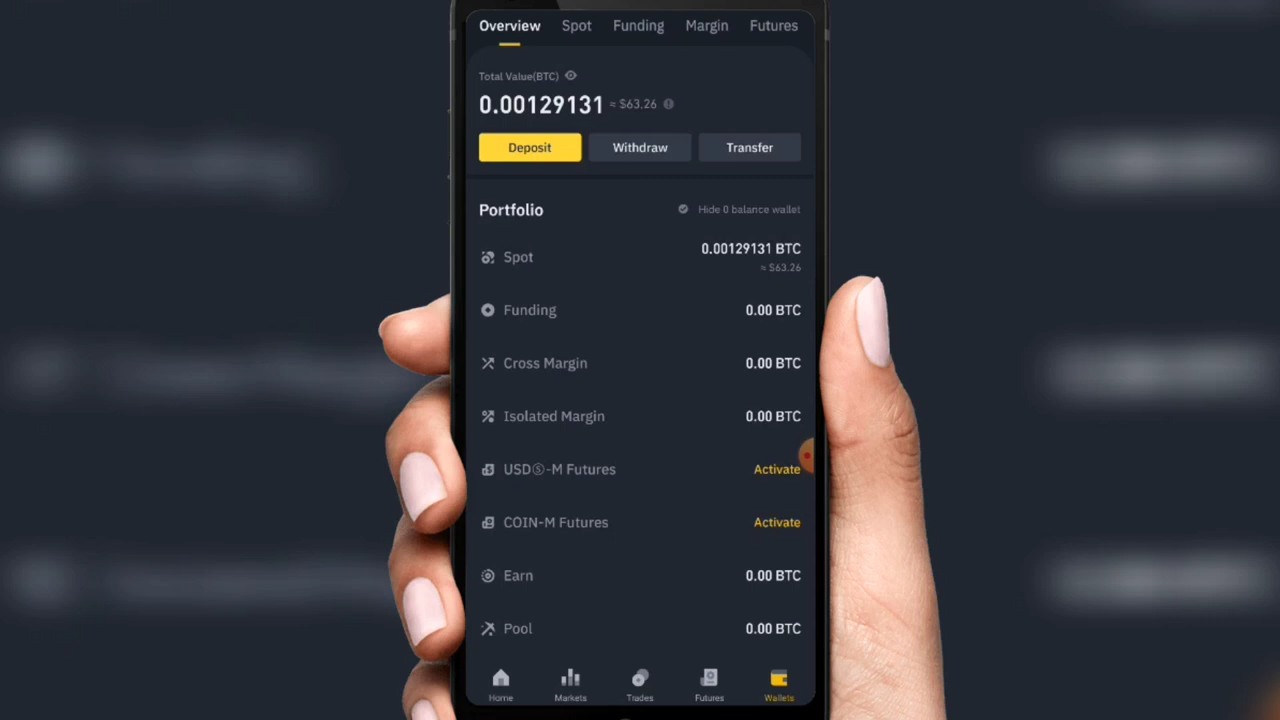 Overview Spot Funding Margin Futures
Total Value(BTC)
0.00129131 ≈ $63.26
Deposit Withdraw Transfer
Portfolio Hide 0 balance wallet
Spot 0.00129131 BTC
≈ $63.26
Funding 0.00 BTC
Cross Margin 0.00 BTC
Isolated Margin 0.00 BTC
USDⓈ-M Futures Activate
COIN-M Futures Activate
Earn 0.00 BTC
Pool 0.00 BTC
Home Markets Trades Futures Wallets